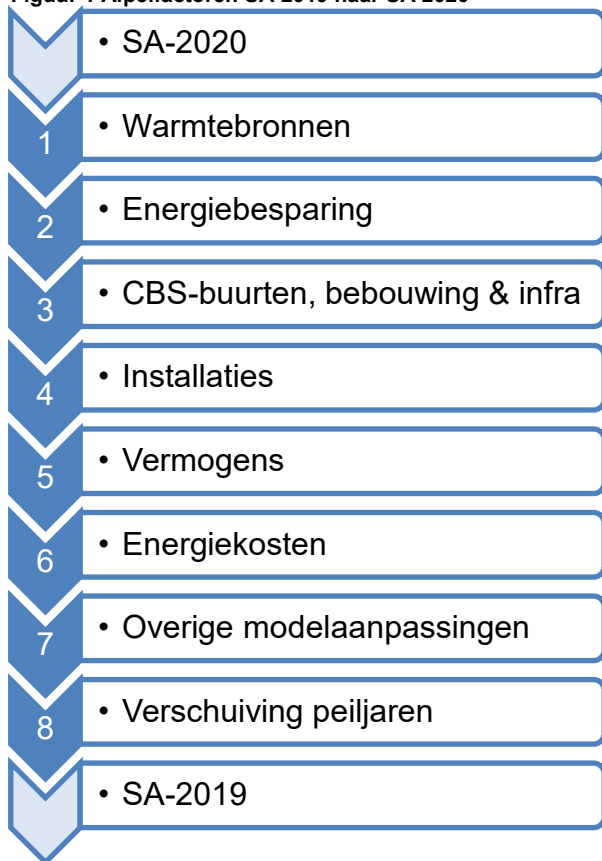 • SA-2020
1 • Warmtebronnen
2 • Energiebesparing
3 • CBS-buurten, bebouwing & infra
4 • Installaties
5 • Vermogens
6 • Energiekosten
7 • Overige modelaanpassingen
8 • Verschuiving peiljaren
• SA-2019